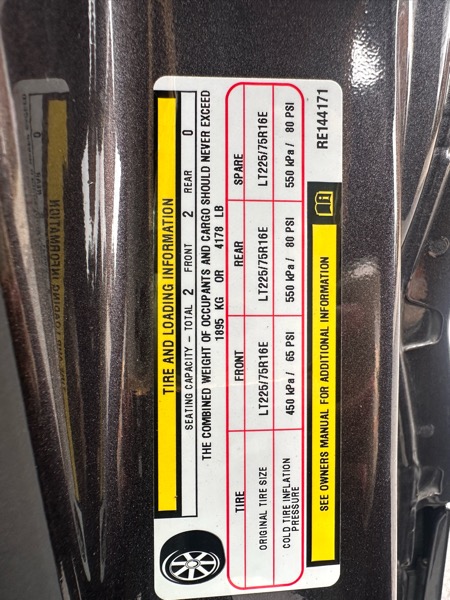 TIRE AND LOADING INFORMATION
SEATING CAPACITY - TOTAL 2 FRONT 2 REAR 0
THE COMBINED WEIGHT OF OCCUPANTS AND CARGO SHOULD NEVER EXCEED
1895 KG OR 4178 LB
TIRE FRONT REAR SPARE
ORIGINAL TIRE SIZE LT225/75R16E LT225/75R16E LT225/75R16E
COLD TIRE INFLATION
PRESSURE 450 kPa / 65 PSI 550 kPa / 80 PSI 550 kPa / 80 PSI
SEE OWNERS MANUAL FOR ADDITIONAL INFORMATION
RE144171